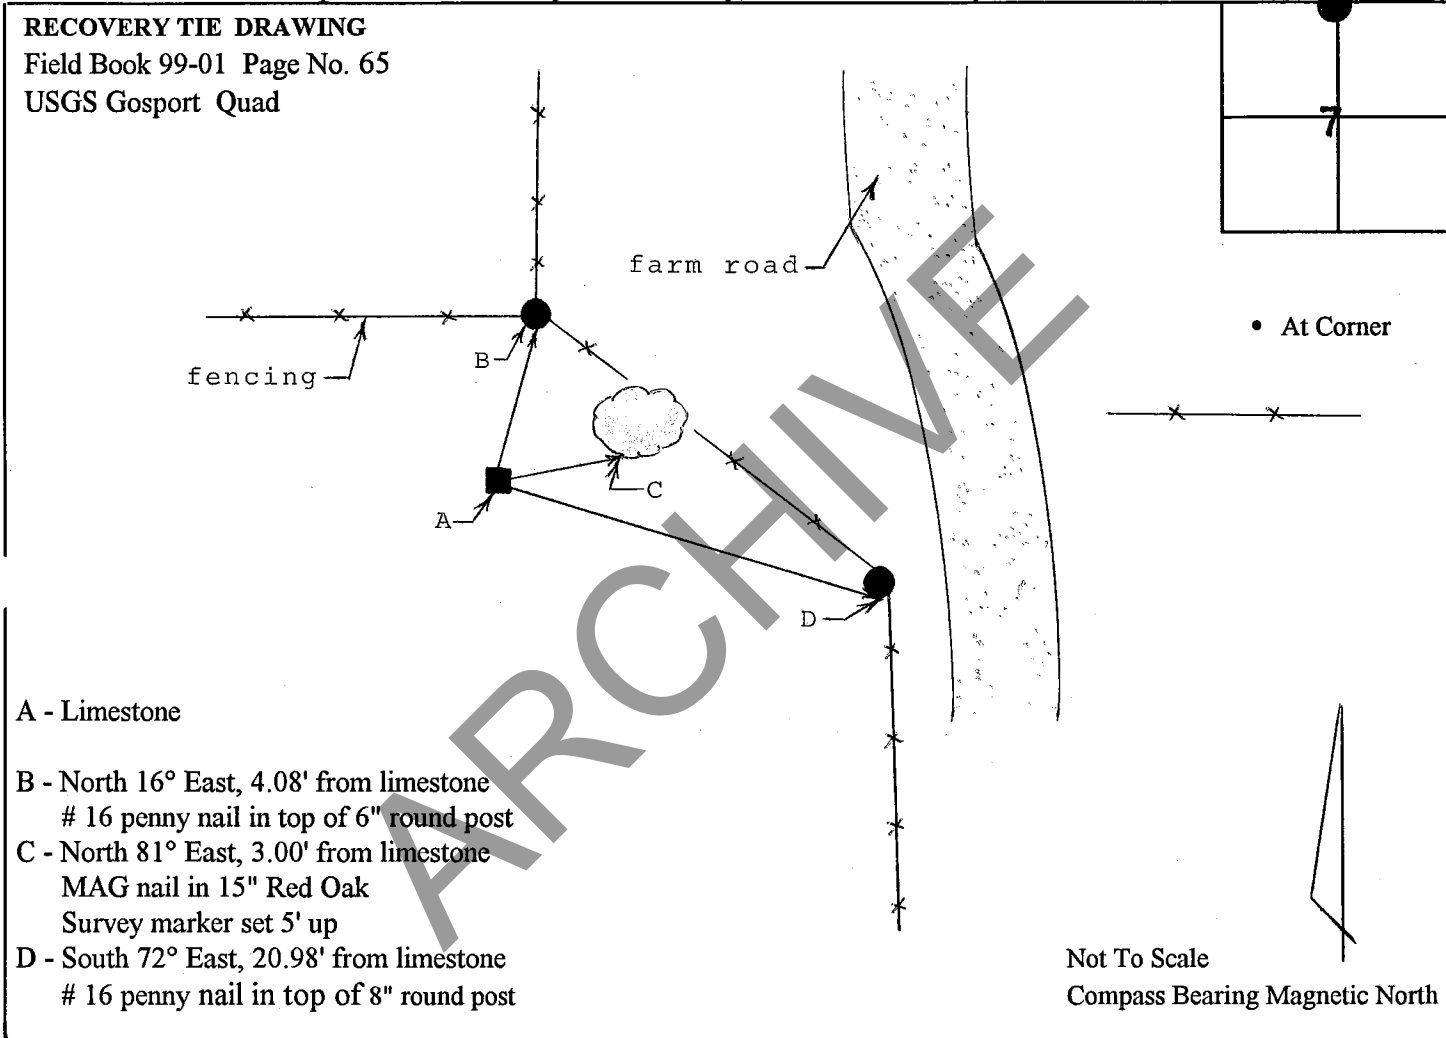 RECOVERY TIE DRAWING
Field Book 99-01 Page No. 65
USGS Gosport Quad
7
farm road
At Corner
B
fencing
C
A
D
ARCHIVE
A - Limestone
B - North 16° East, 4.08' from limestone
# 16 penny nail in top of 6" round post
C - North 81° East, 3.00' from limestone
MAG nail in 15" Red Oak
Survey marker set 5' up
D - South 72° East, 20.98' from limestone
# 16 penny nail in top of 8" round post
Not To Scale
Compass Bearing Magnetic North